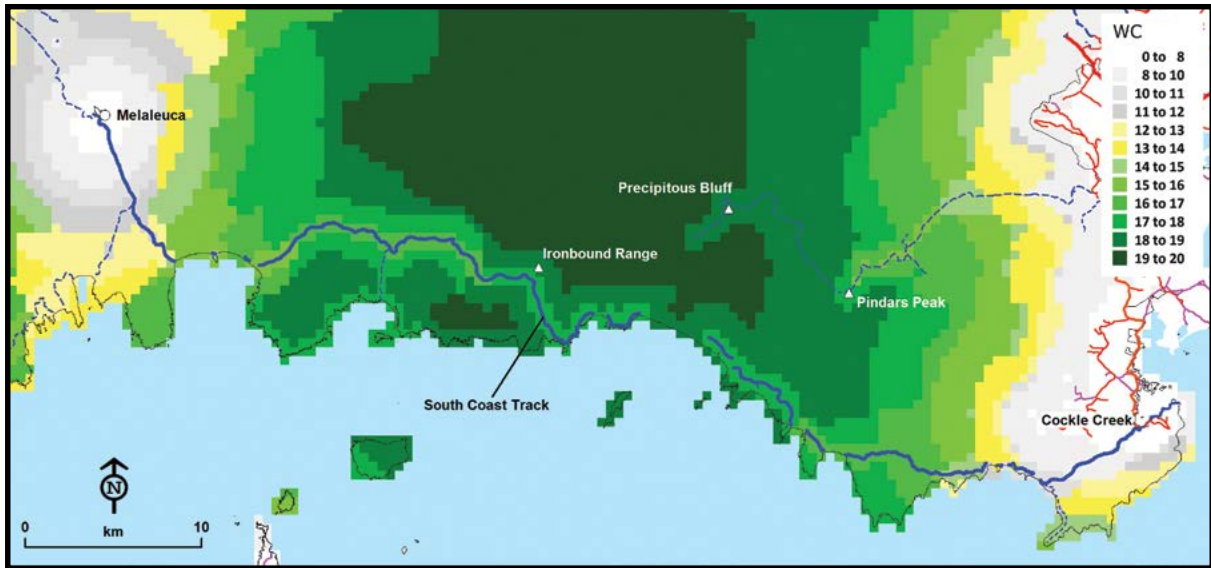 WC
0 to 8
8 to 10
10 to 11
11 to 12
12 to 13
13 to 14
14 to 15
15 to 16
16 to 17
17 to 18
18 to 19
19 to 20
Melaleuca
Precipitous Bluff
Ironbound Range
Pindars Peak
South Coast Track
Cockle Creek
N
0 10
km